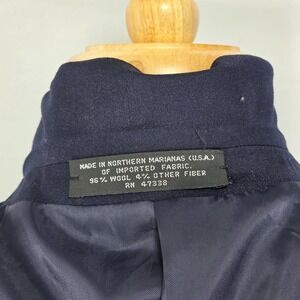 MADE IN NORTHERN MARIANAS (U.S.A.)
OF IMPORTED FABRIC.
96% WOOL 4% OTHER FIBER
RN 47338